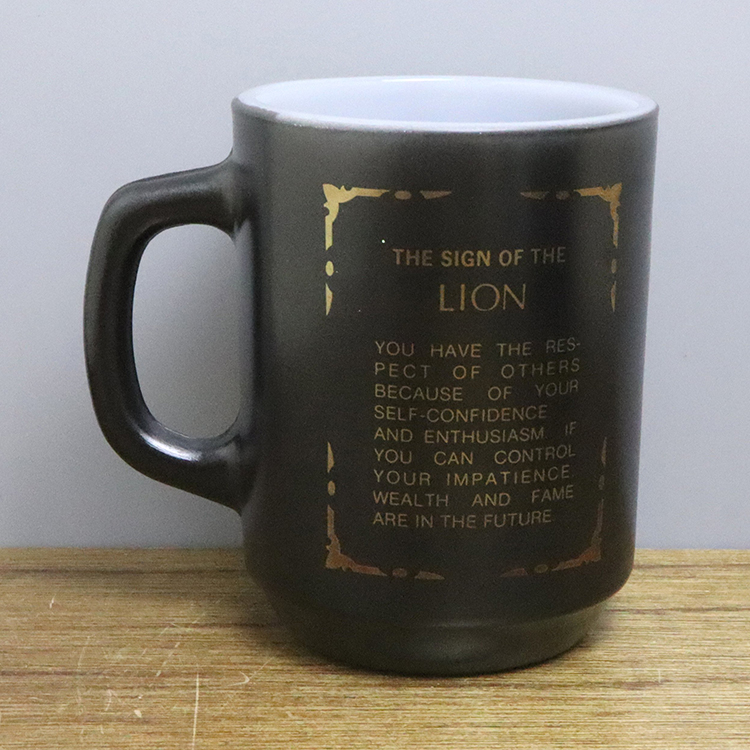 THE SIGN OF THE
LION
YOU HAVE THE RES-
PECT OF OTHERS
BECAUSE OF YOUR
SELF-CONFIDENCE
AND ENTHUSIASM IF
YOU CAN CONTROL
YOUR IMPATIENCE.
WEALTH AND FAME
ARE IN THE FUTURE